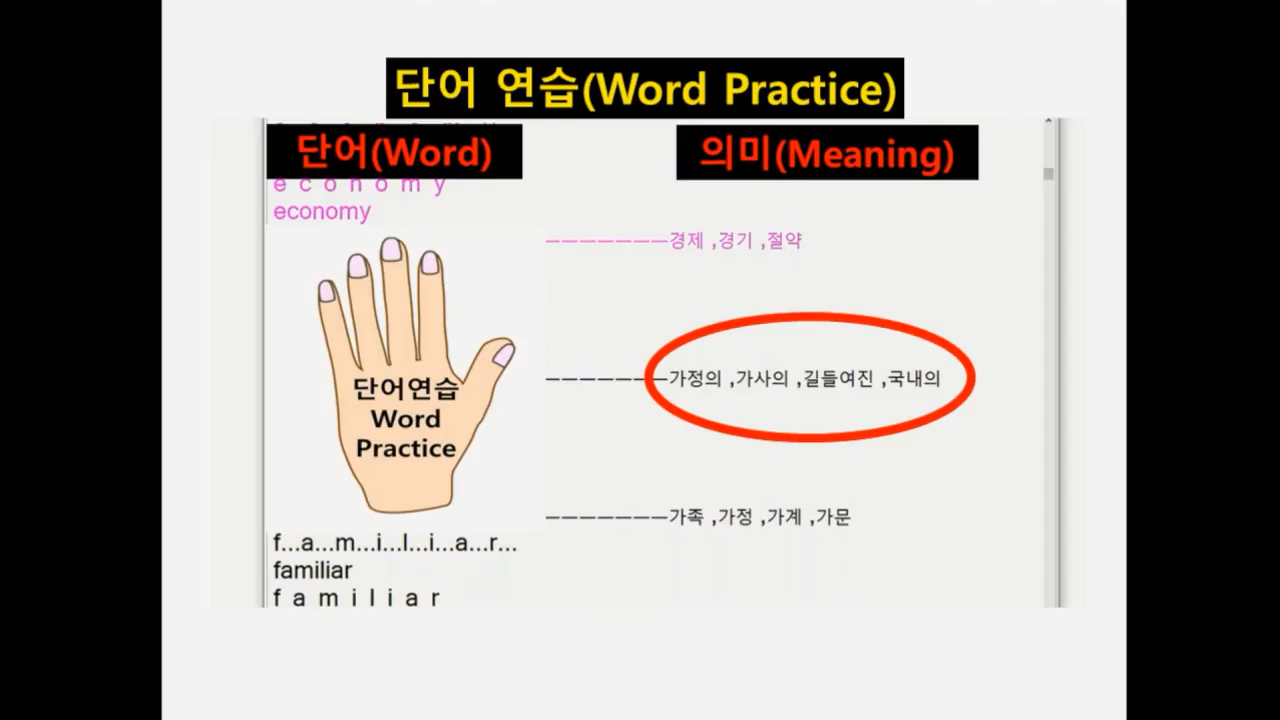 단어 연습(Word Practice)
단어(Word)
의미(Meaning)
e c o n o m y
economy
———————경제 ,경기 ,절약
———————가정의 ,가사의 ,길들여진 ,국내의
단어연습
Word
Practice
———————가족 ,가정 ,가계 ,가문
f...a...m...i...l...i...a...r...
familiar
f a m i l i a r